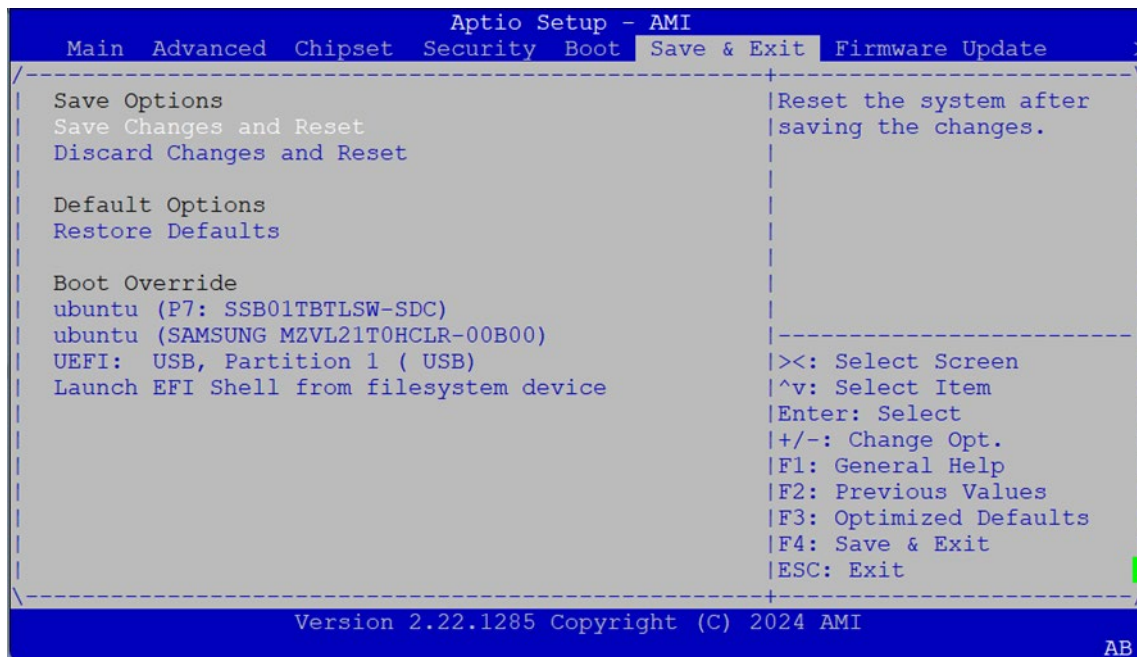 Aptio Setup - AMI
Main Advanced Chipset Security Boot Save & Exit Firmware Update
Save Options
Save Changes and Reset
Discard Changes and Reset
Default Options
Restore Defaults
Boot Override
ubuntu (P7: SSB01TBTLSW-SDC)
ubuntu (SAMSUNG MZVL21T0HCLR-00B00)
UEFI: USB, Partition 1 ( USB)
Launch EFI Shell from filesystem device
Reset the system after
saving the changes.
><: Select Screen
^v: Select Item
Enter: Select
+/-: Change Opt.
F1: General Help
F2: Previous Values
F3: Optimized Defaults
F4: Save & Exit
ESC: Exit
Version 2.22.1285 Copyright (C) 2024 AMI
AB